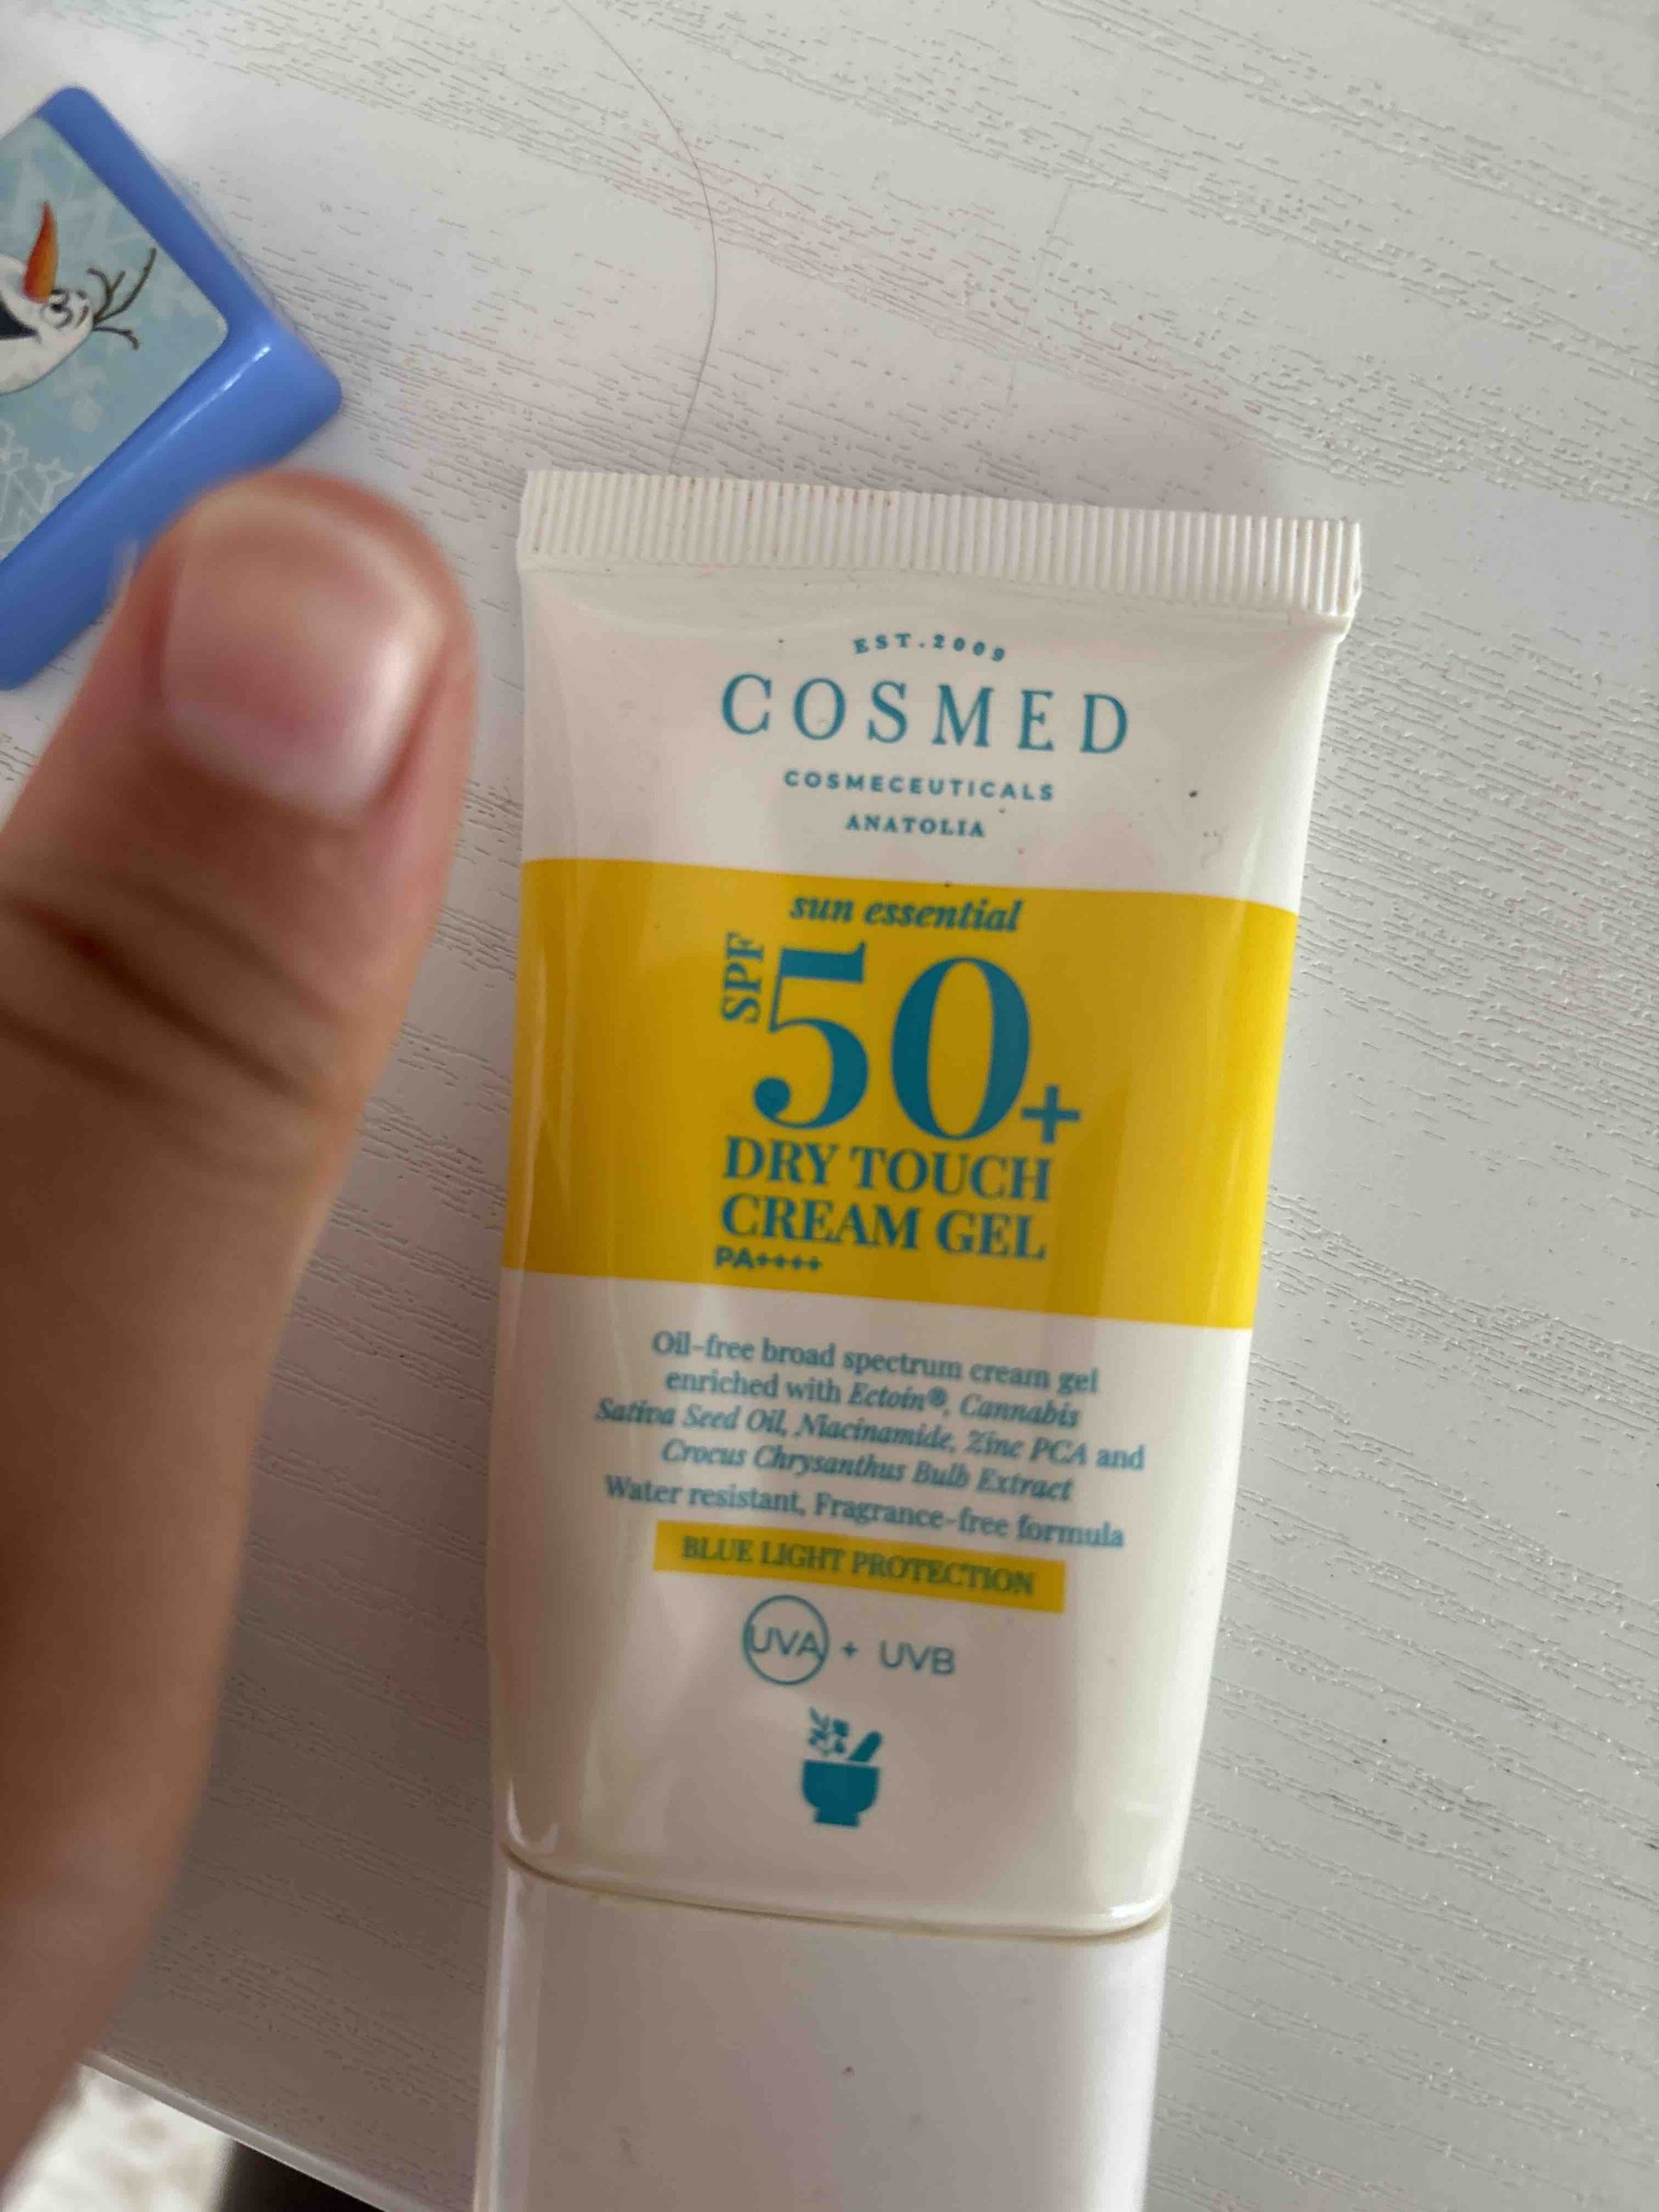 EST.2009
COSMED
COSMECEUTICALS
ANATOLIA
sun essential
SPF
50+
DRY TOUCH
CREAM GEL
PA++++
Oil-free broad spectrum cream gel
enriched with Ectoin®, Cannabis
Sativa Seed Oil, Niacinamide, Zinc PCA and
Crocus Chrysanthus Bulb Extract
Water resistant, Fragrance-free formula
BLUE LIGHT PROTECTION
UVA + UVB